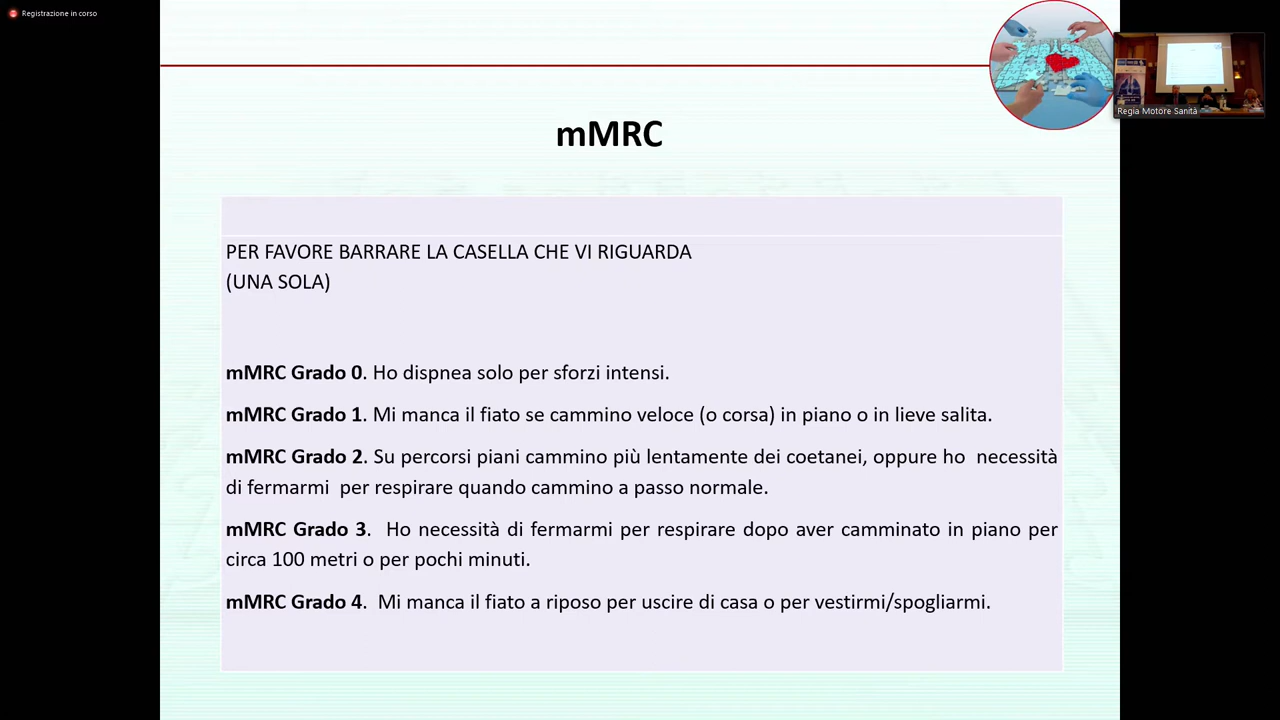 Registrazione in corso
Regia Motore Sanità
mMRC
PER FAVORE BARRARE LA CASELLA CHE VI RIGUARDA
(UNA SOLA)
mMRC Grado 0. Ho dispnea solo per sforzi intensi.
mMRC Grado 1. Mi manca il fiato se cammino veloce (o corsa) in piano o in lieve salita.
mMRC Grado 2. Su percorsi piani cammino più lentamente dei coetanei, oppure ho necessità
di fermarmi per respirare quando cammino a passo normale.
mMRC Grado 3. Ho necessità di fermarmi per respirare dopo aver camminato in piano per
circa 100 metri o per pochi minuti.
mMRC Grado 4. Mi manca il fiato a riposo per uscire di casa o per vestirmi/spogliarmi.